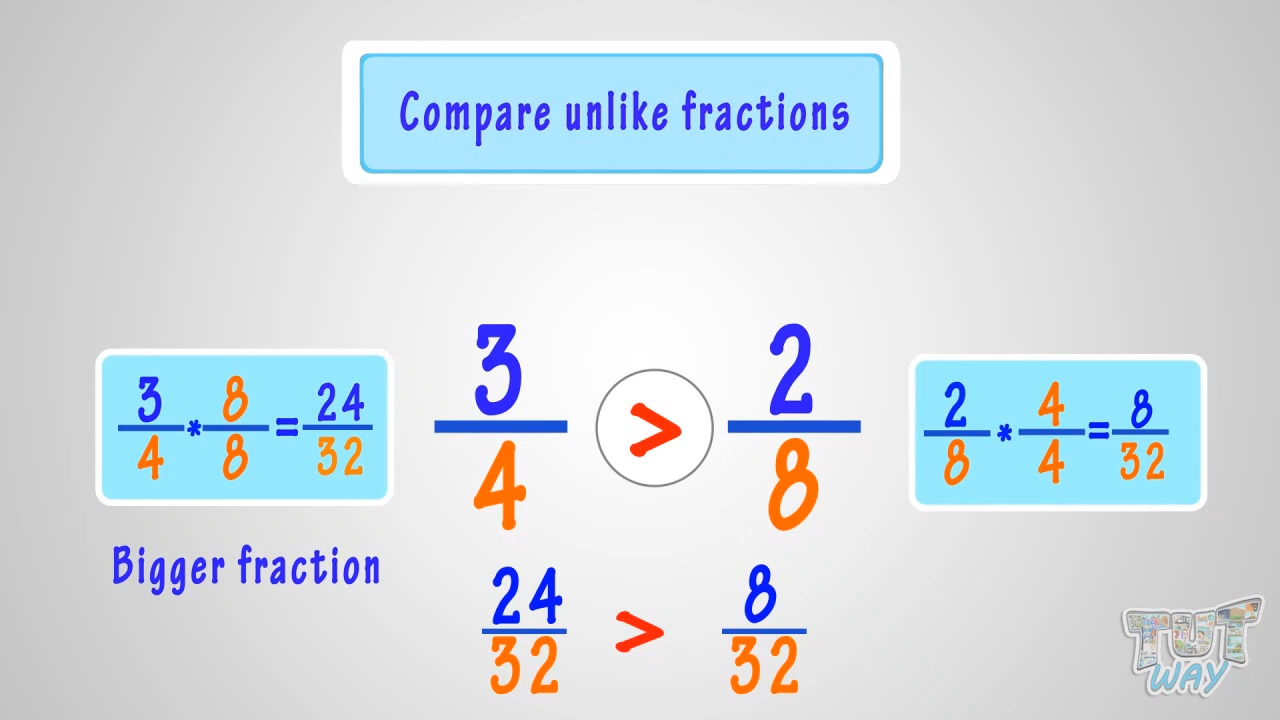 Compare unlike fractions
3/4 * 8/8 = 24/32
3/4 > 2/8
2/8 * 4/4 = 8/32
Bigger fraction
24/32 > 8/32
TUT
WAY